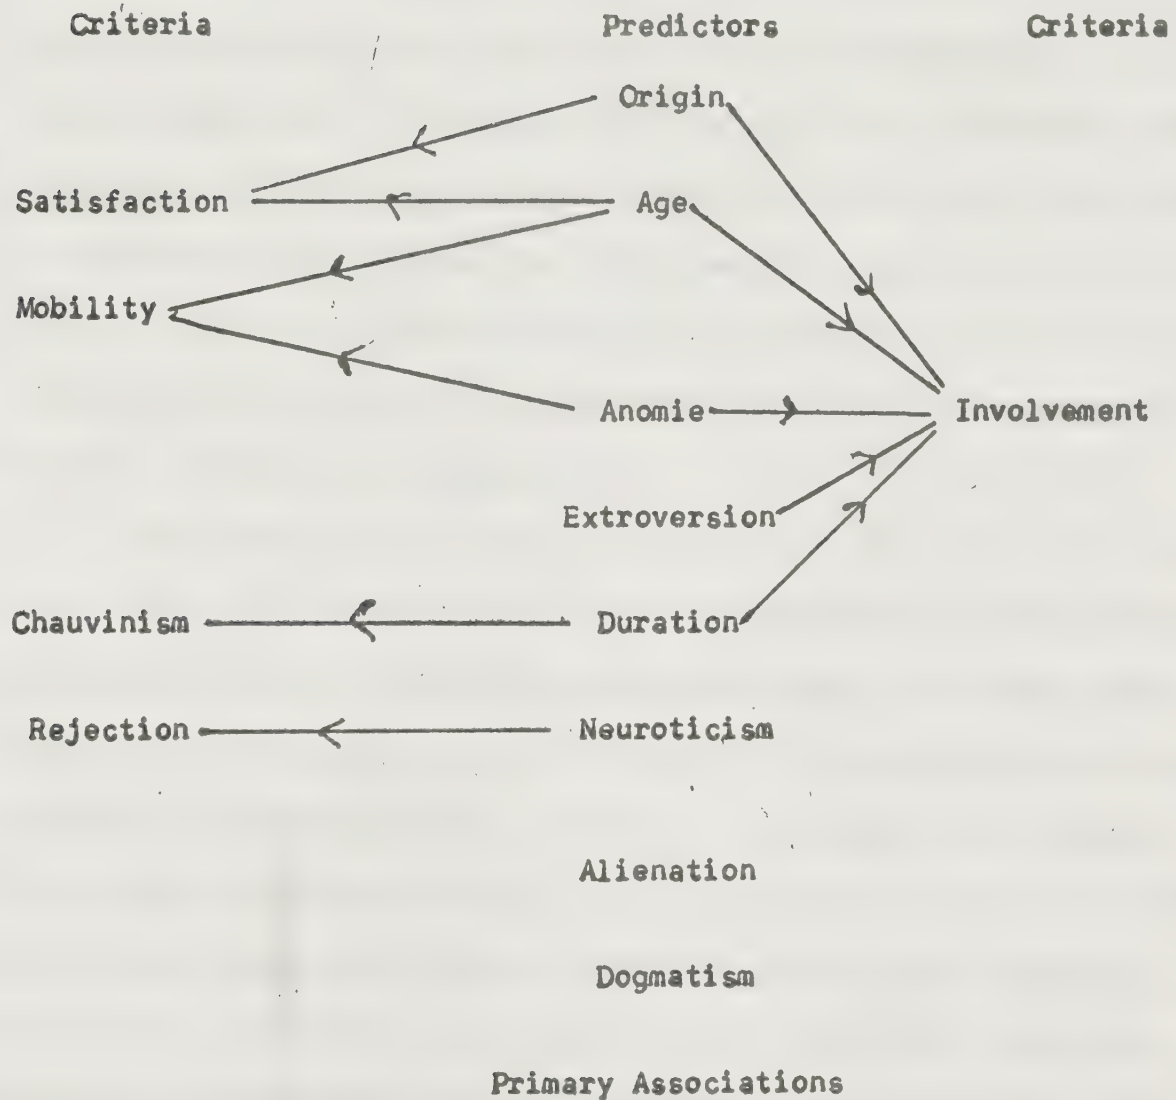 Criteria Predictors Criteria
Origin
Satisfaction Age
Mobility
Anomie Involvement
Extroversion
Chauvinism Duration
Rejection Neuroticism
Alienation
Dogmatism
Primary Associations